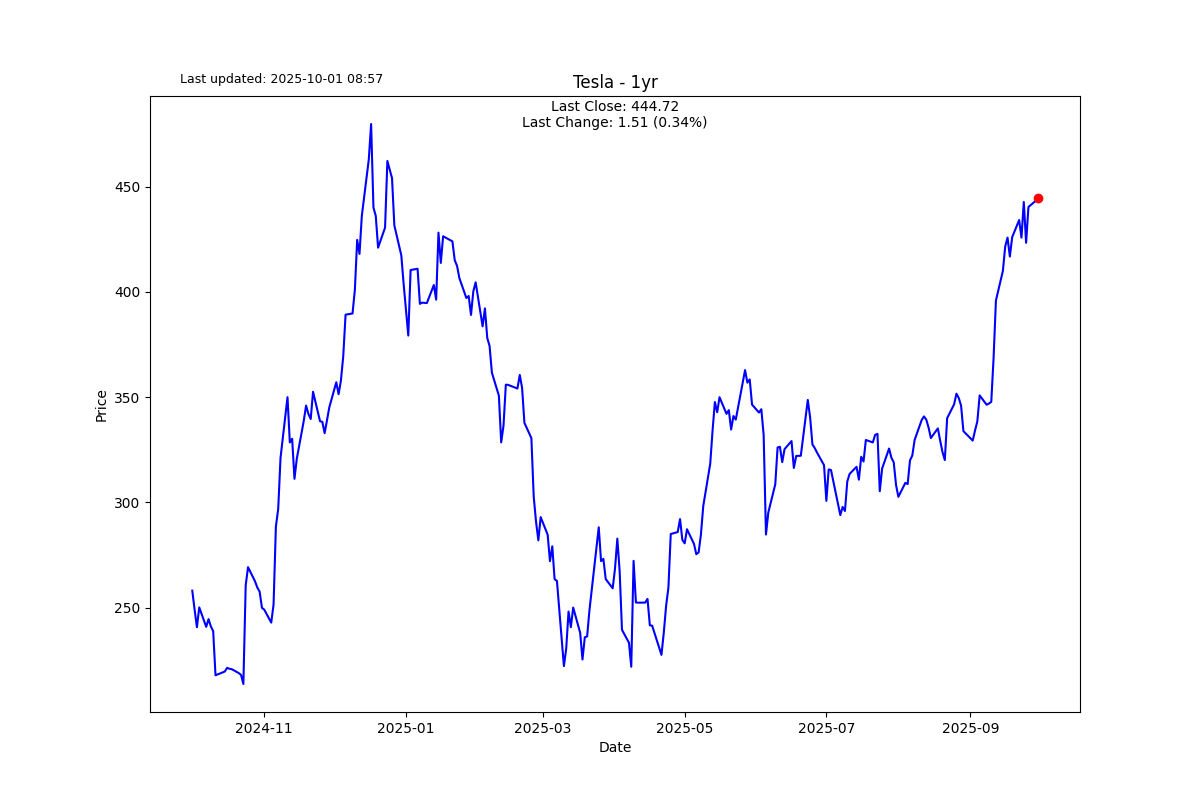 Last updated: 2025-10-01 08:57
Tesla - 1yr
Last Close: 444.72
Last Change: 1.51 (0.34%)
Price
450
400
350
300
250
2024-11
2025-01
2025-03
2025-05
2025-07
2025-09
Date